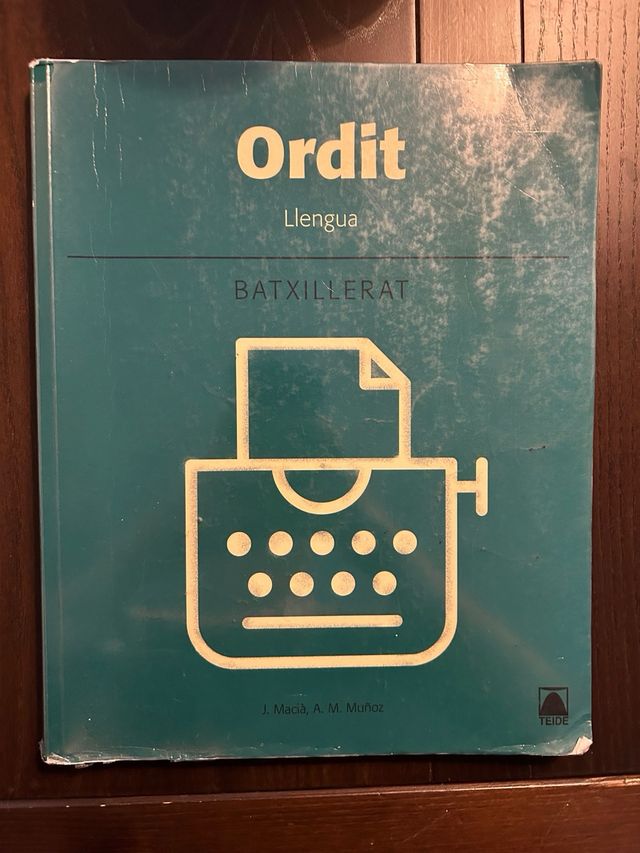 Ordit
Llengua
BATXILLERAT
J. Macià, A. M. Muñoz
TEIDE